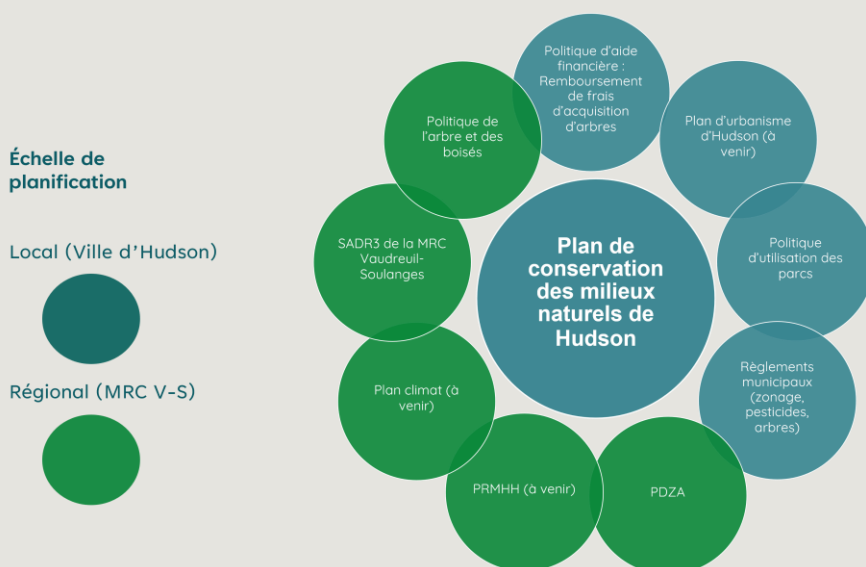 Échelle de
planification
Local (Ville d'Hudson)
Régional (MRC V-S)
Politique d'aide
financière :
Remboursement
de frais
d'acquisition
d'arbres
Plan d'urbanisme
d'Hudson (à
venir)
Politique
d'utilisation des
parcs
Règlements
municipaux
(zonage,
pesticides,
arbres)
PDZA
PRMHH (à venir)
Plan climat (à
venir)
SADR3 de la MRC
Vaudreuil-
Soulanges
Politique de
l'arbre et des
boisés
Plan de
conservation
des milieux
naturels de
Hudson